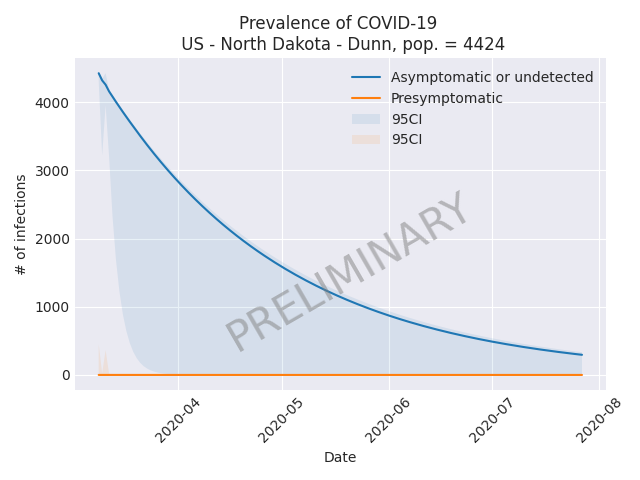 Prevalence of COVID-19
US - North Dakota - Dunn, pop. = 4424
Asymptomatic or undetected
Presymptomatic
95CI
95CI
4000
3000
2000
1000
0
# of infections
PRELIMINARY
2020-04
2020-05
2020-06
2020-07
2020-08
Date